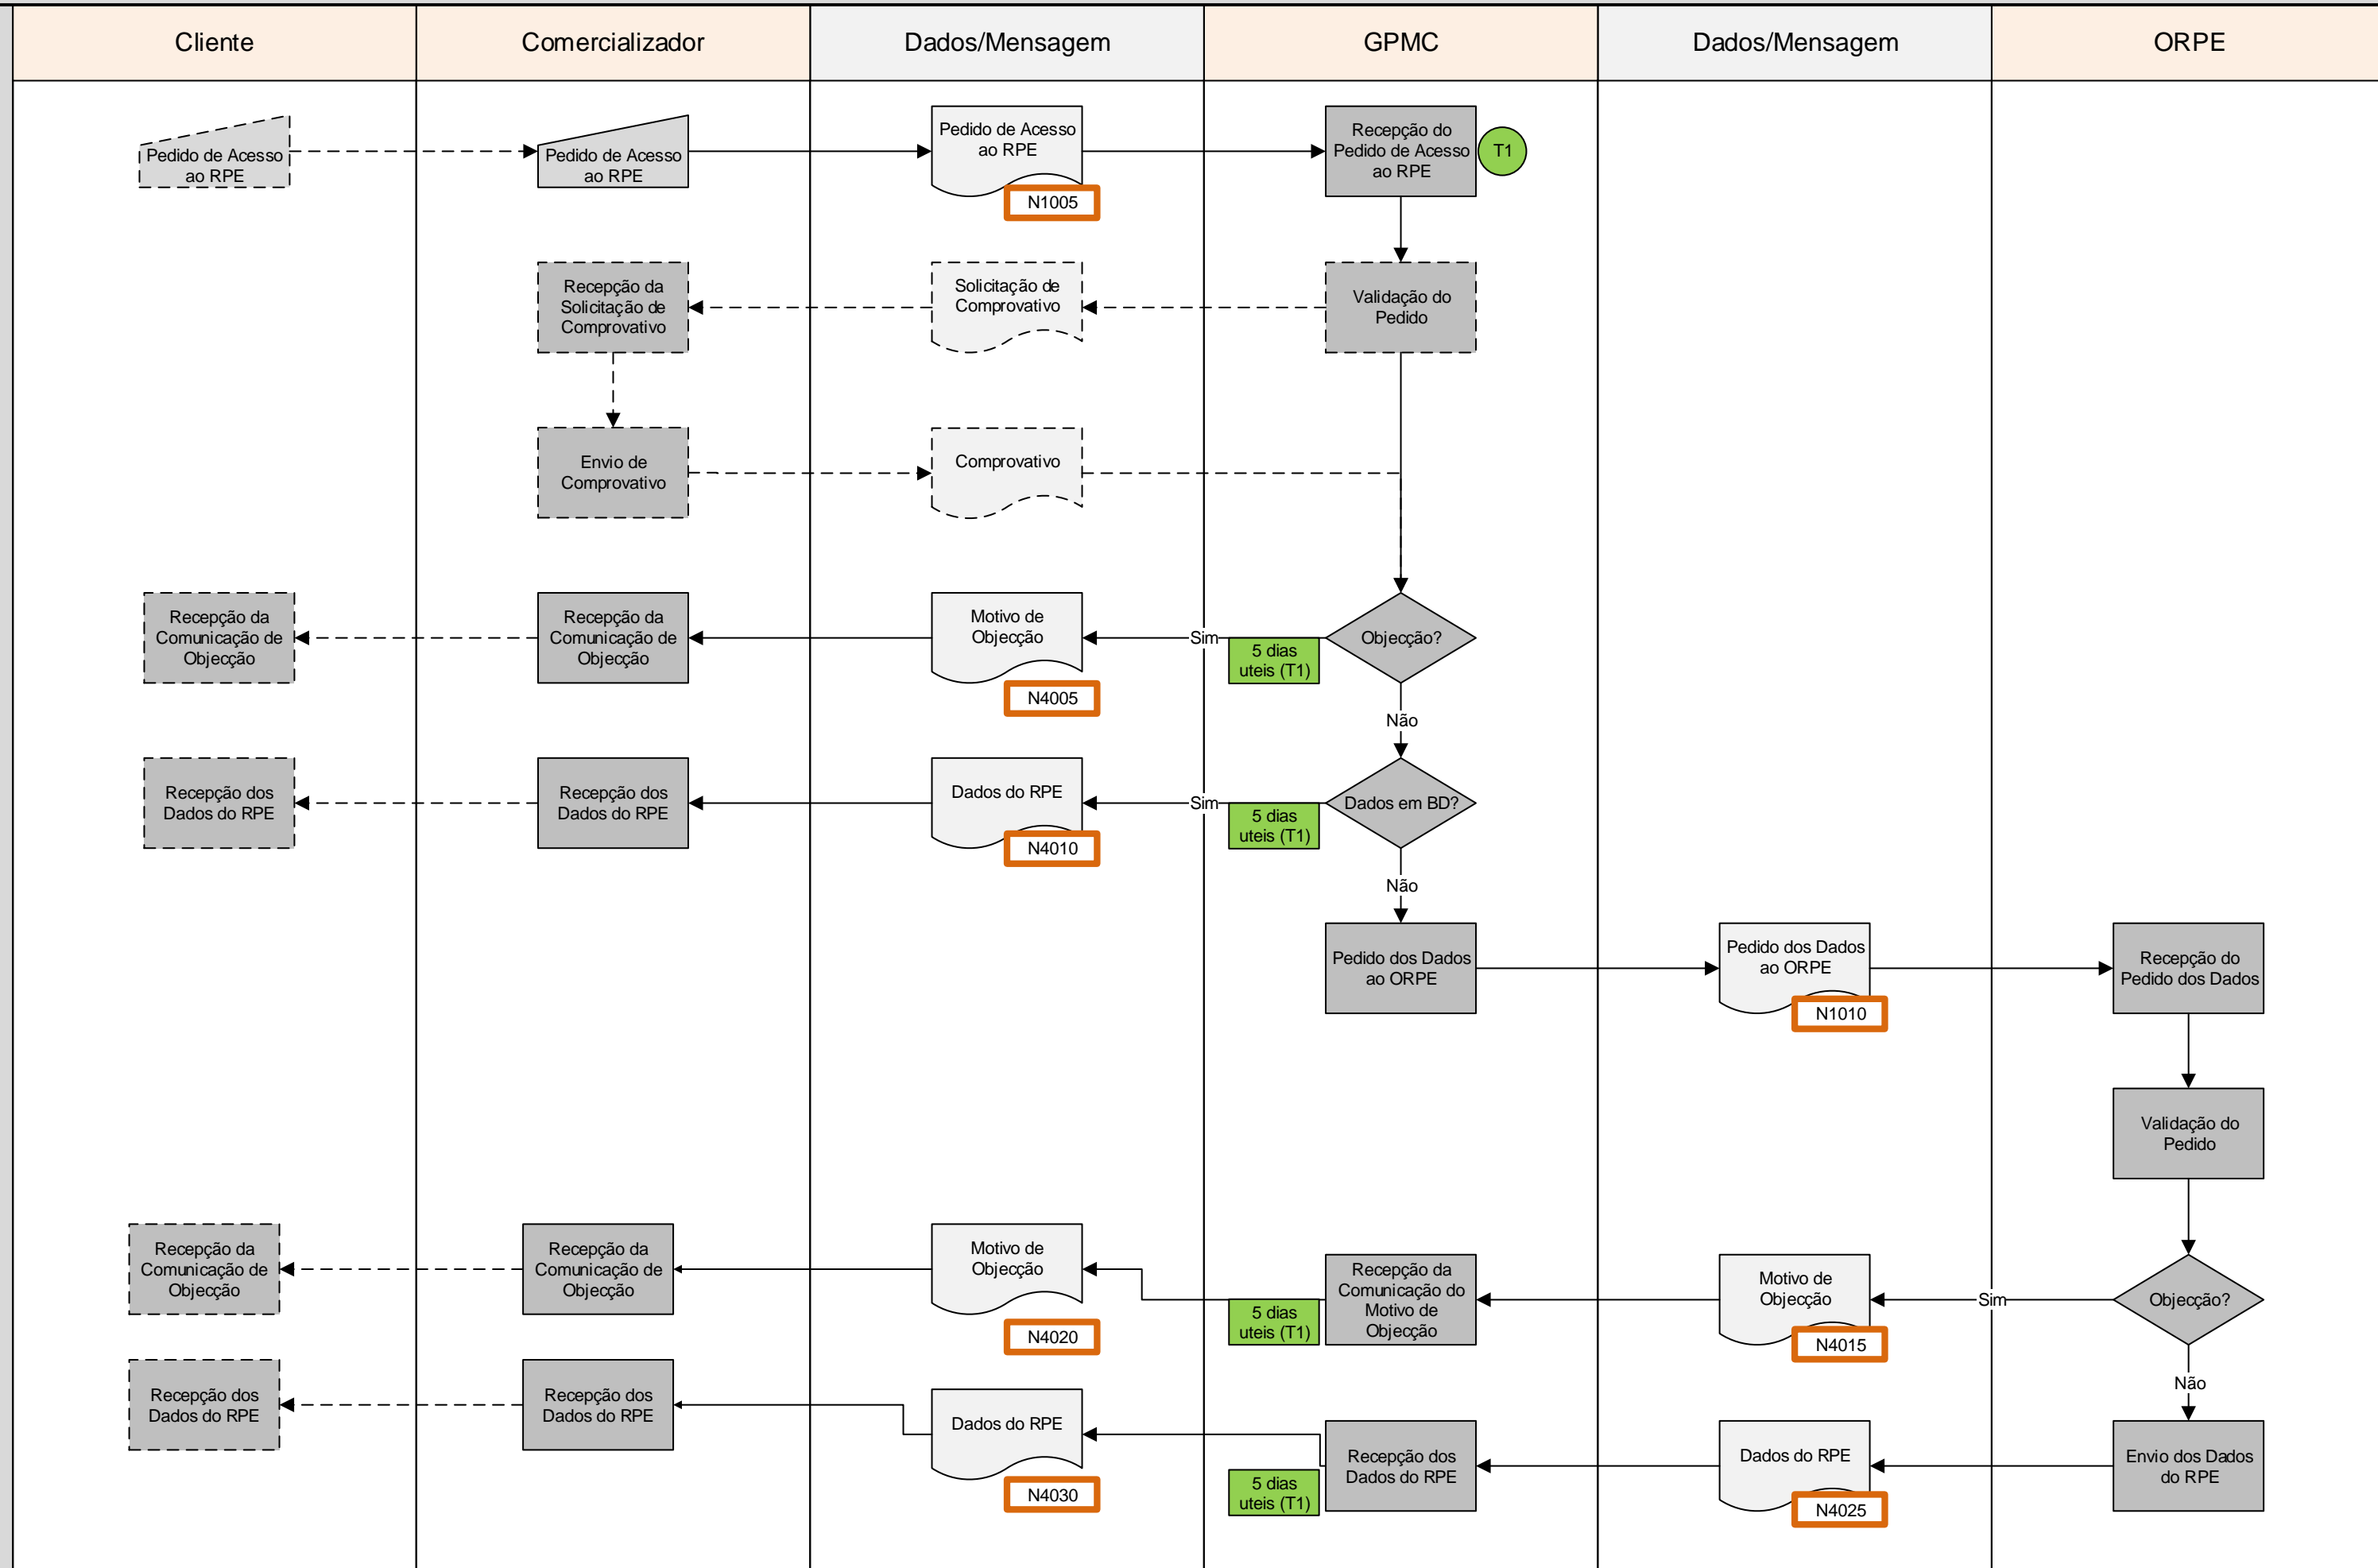 Cliente
Comercializador
Dados/Mensagem
GPMC
Dados/Mensagem
ORPE
Pedido de Acesso
ao RPE
Pedido de Acesso
ao RPE
Pedido de Acesso
ao RPE
N1005
Recepção do
Pedido de Acesso
ao RPE
T1
Recepção da
Solicitação de
Comprovativo
Solicitação de
Comprovativo
Validação do
Pedido
Envio de
Comprovativo
Comprovativo
Recepção da
Comunicação de
Objecção
Recepção da
Comunicação de
Objecção
Motivo de
Objecção
N4005
Sim
5 dias
uteis (T1)
Objecção?
Não
Recepção dos
Dados do RPE
Recepção dos
Dados do RPE
Dados do RPE
N4010
Sim
5 dias
uteis (T1)
Dados em BD?
Não
Pedido dos Dados
ao ORPE
Pedido dos Dados
ao ORPE
N1010
Recepção do
Pedido dos Dados
Validação do
Pedido
Recepção da
Comunicação de
Objecção
Recepção da
Comunicação de
Objecção
Motivo de
Objecção
N4020
5 dias
uteis (T1)
Recepção da
Comunicação do
Motivo de
Objecção
Motivo de
Objecção
N4015
Sim
Objecção?
Não
Recepção dos
Dados do RPE
Recepção dos
Dados do RPE
Dados do RPE
N4030
5 dias
uteis (T1)
Recepção dos
Dados do RPE
Dados do RPE
N4025
Envio dos Dados
do RPE